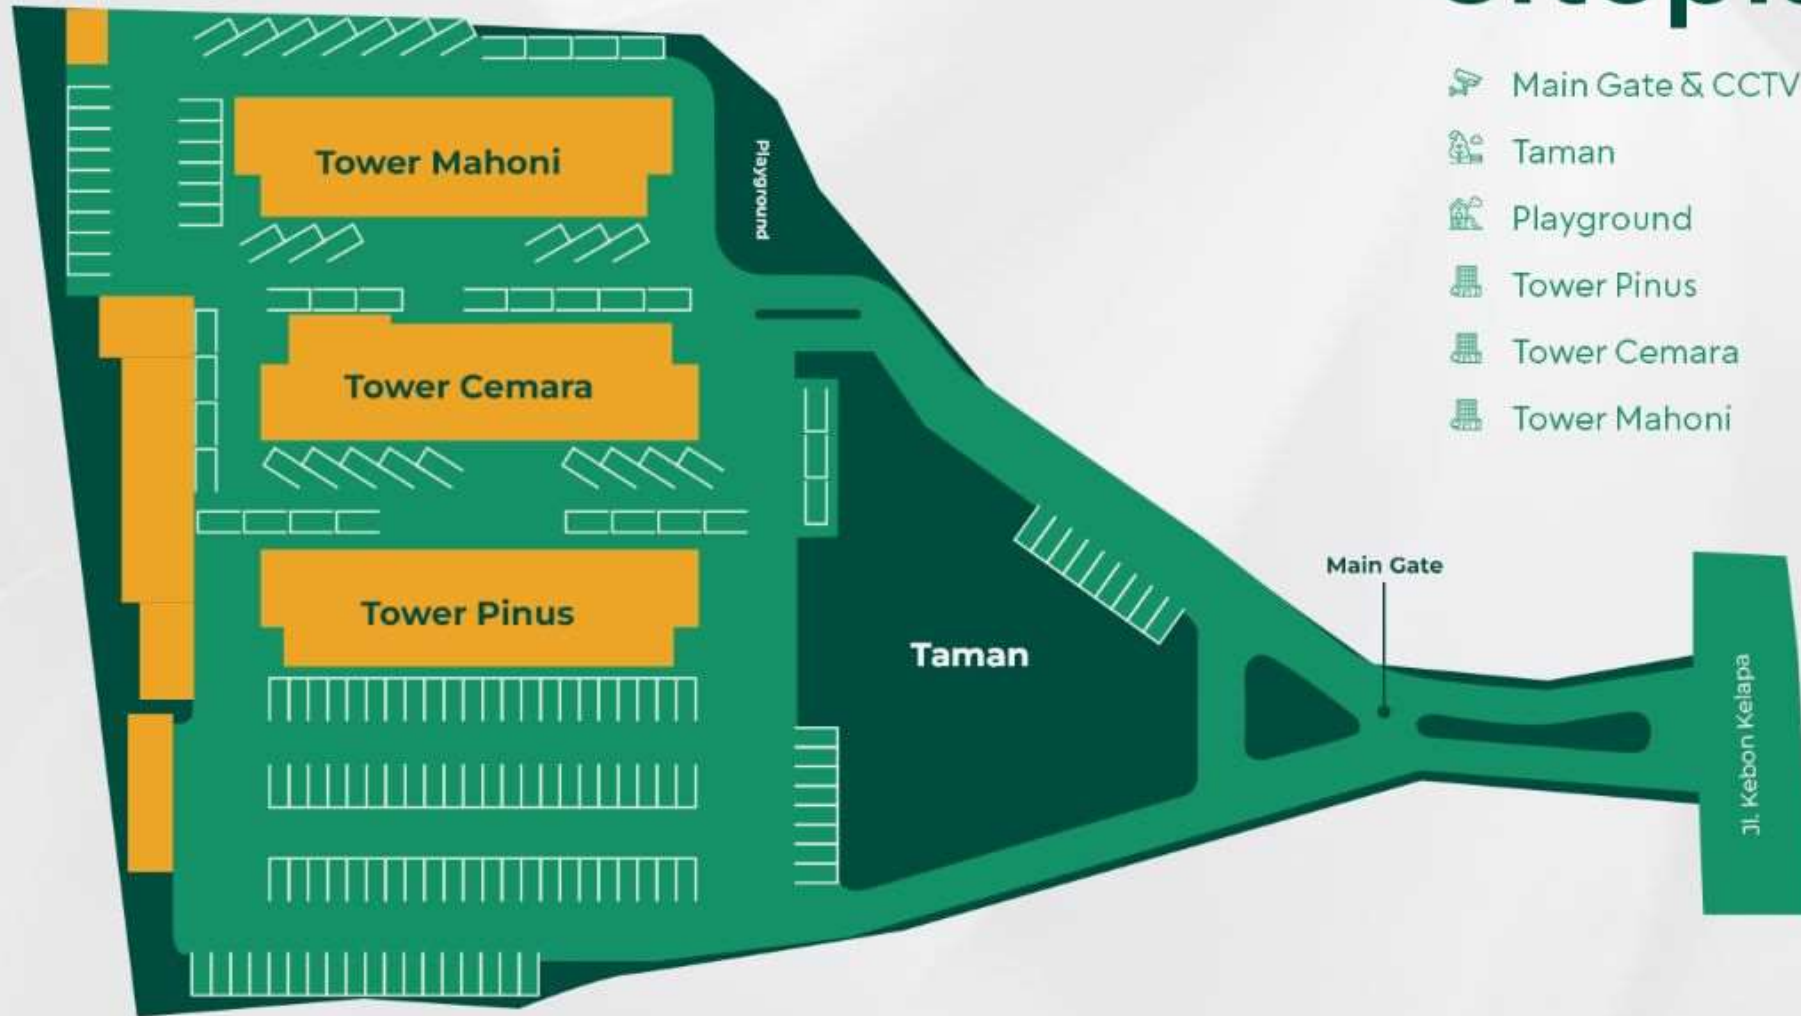 Main Gate & CCTV
Taman
Playground
Tower Pinus
Tower Cemara
Tower Mahoni
Tower Mahoni
Playground
Tower Cemara
Tower Pinus
Taman
Main Gate
Jl. Kebon Kelapa